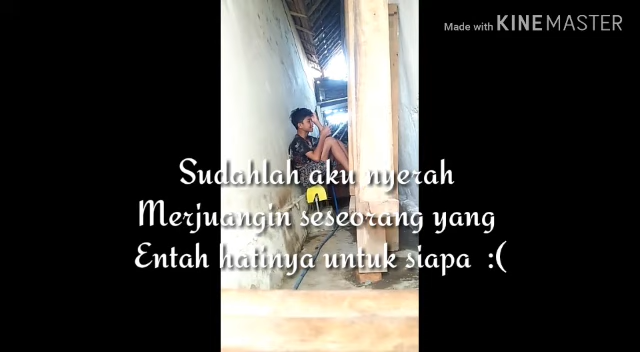 Made with KINEMASTER
Sudahlah aku nyerah
Merjuangin seseorang yang
Entah hatinya untuk siapa :(